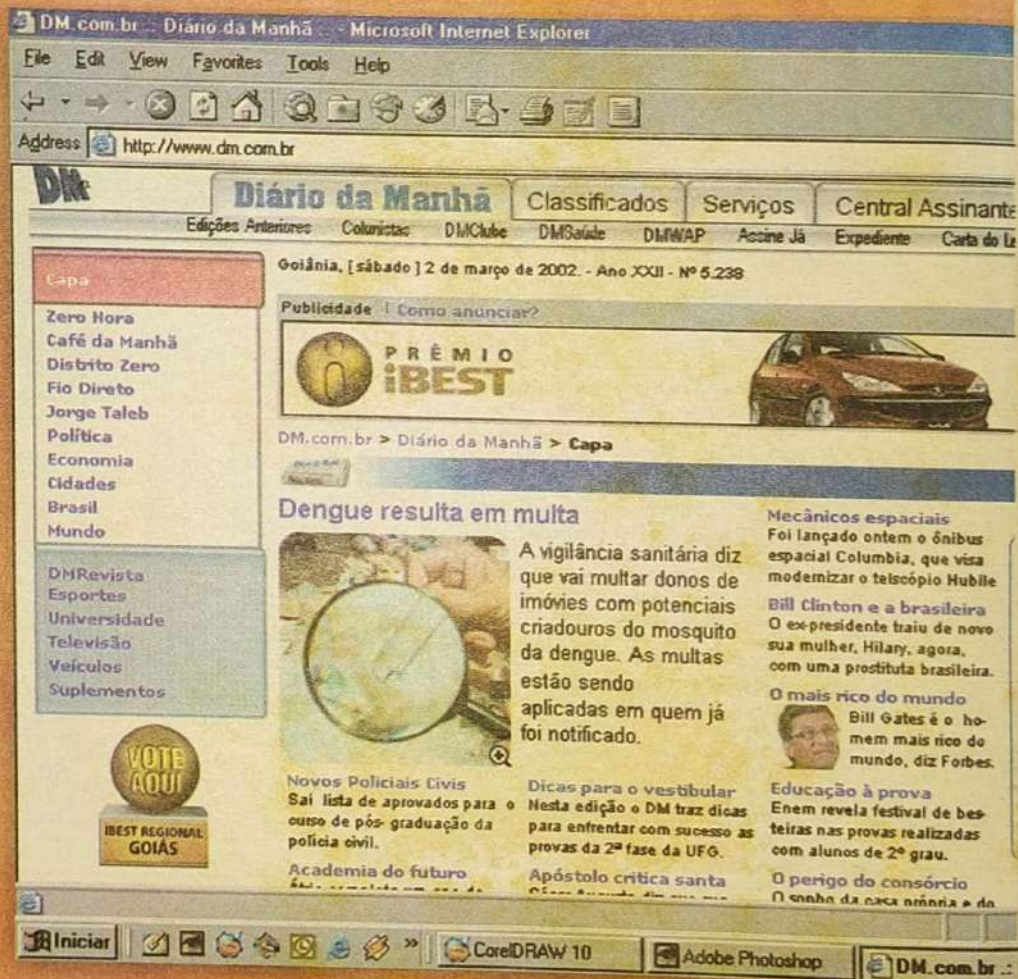 DM.com.br .:. Diário da Manhã .:. - Microsoft Internet Explorer
File Edit View Favorites Tools Help
Address http://www.dm.com.br
DM
Diário da Manhã Classificados Serviços Central Assinante
Edições Anteriores Colunistas DMClube DMSaúde DMWAP Assine Já Expediente Carta do Le
Capa
Zero Hora
Café da Manhã
Distrito Zero
Fio Direto
Jorge Taleb
Política
Economia
Cidades
Brasil
Mundo
DMRevista
Esportes
Universidade
Televisão
Veículos
Suplementos
VOTE
AQUI
IBEST REGIONAL
GOIÁS
Goiânia, [ sábado ] 2 de março de 2002. - Ano XXII - Nº 5.238
Publicidade | Como anunciar?
PRÊMIO
iBEST
DM.com.br > Diário da Manhã > Capa
Dengue resulta em multa
A vigilância sanitária diz
que vai multar donos de
imóvies com potenciais
criadouros do mosquito
da dengue. As multas
estão sendo
aplicadas em quem já
foi notificado.
Novos Policiais Civis
Sai lista de aprovados para o
curso de pós- graduação da
polícia civil.
Academia do futuro
Dicas para o vestibular
Nesta edição o DM traz dicas
para enfrentar com sucesso as
provas da 2ª fase da UFG.
Apóstolo critica santa
Mecânicos espaciais
Foi lançado ontem o ônibus
espacial Columbia, que visa
modernizar o telscópio Hubile
Bill Clinton e a brasileira
O ex-presidente traiu de novo
sua mulher, Hilary, agora,
com uma prostituta brasileira.
O mais rico do mundo
Bill Gates é o ho-
mem mais rico do
mundo, diz Forbes.
Educação à prova
Enem revela festival de bes-
teiras nas provas realizadas
com alunos de 2º grau.
O perigo do consórcio
O sonho da casa própria e do
Iniciar » CorelDRAW 10 Adobe Photoshop DM.com.br .: